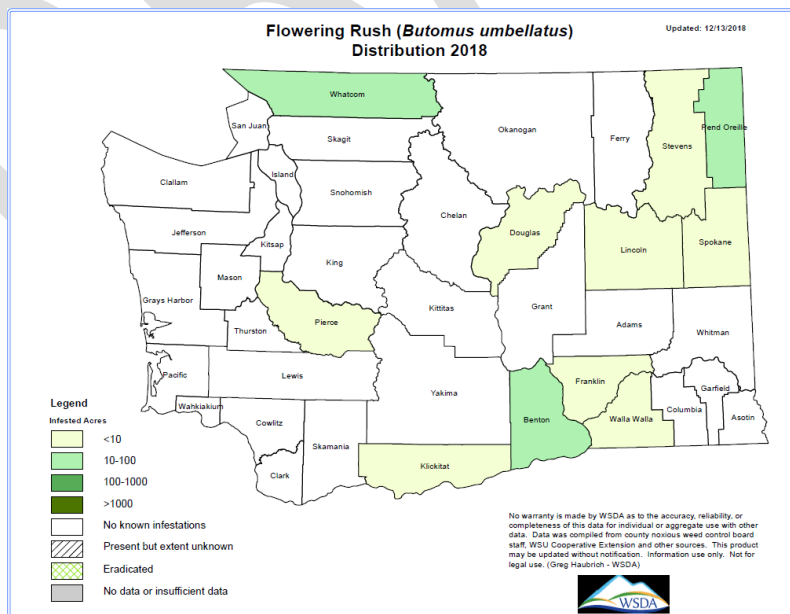 Flowering Rush (Butomus umbellatus)
Distribution 2018
Updated: 12/13/2018
Whatcom
San Juan
Skagit
Okanogan
Ferry
Stevens
Pend Oreille
Clallam
Island
Snohomish
Chelan
Jefferson
Kitsap
Douglas
Lincoln
Spokane
King
Mason
Grays Harbor
Kittitas
Grant
Pierce
Thurston
Adams
Whitman
Pacific
Lewis
Yakima
Franklin
Garfield
Wahkiakium
Cowlitz
Skamania
Benton
Walla Walla
Columbia
Asotin
Clark
Klickitat
Legend
Infested Acres
<10
10-100
100-1000
>1000
No known infestations
Present but extent unknown
Eradicated
No data or insufficient data
No warranty is made by WSDA as to the accuracy, reliability, or
completeness of this data for individual or aggregate use with other
data. Data was compiled from county noxious weed control board
staff, WSU Cooperative Extension and other sources. This product
may be updated without notification. Information use only. Not for
legal use. (Greg Haubrich - WSDA)
WSDA